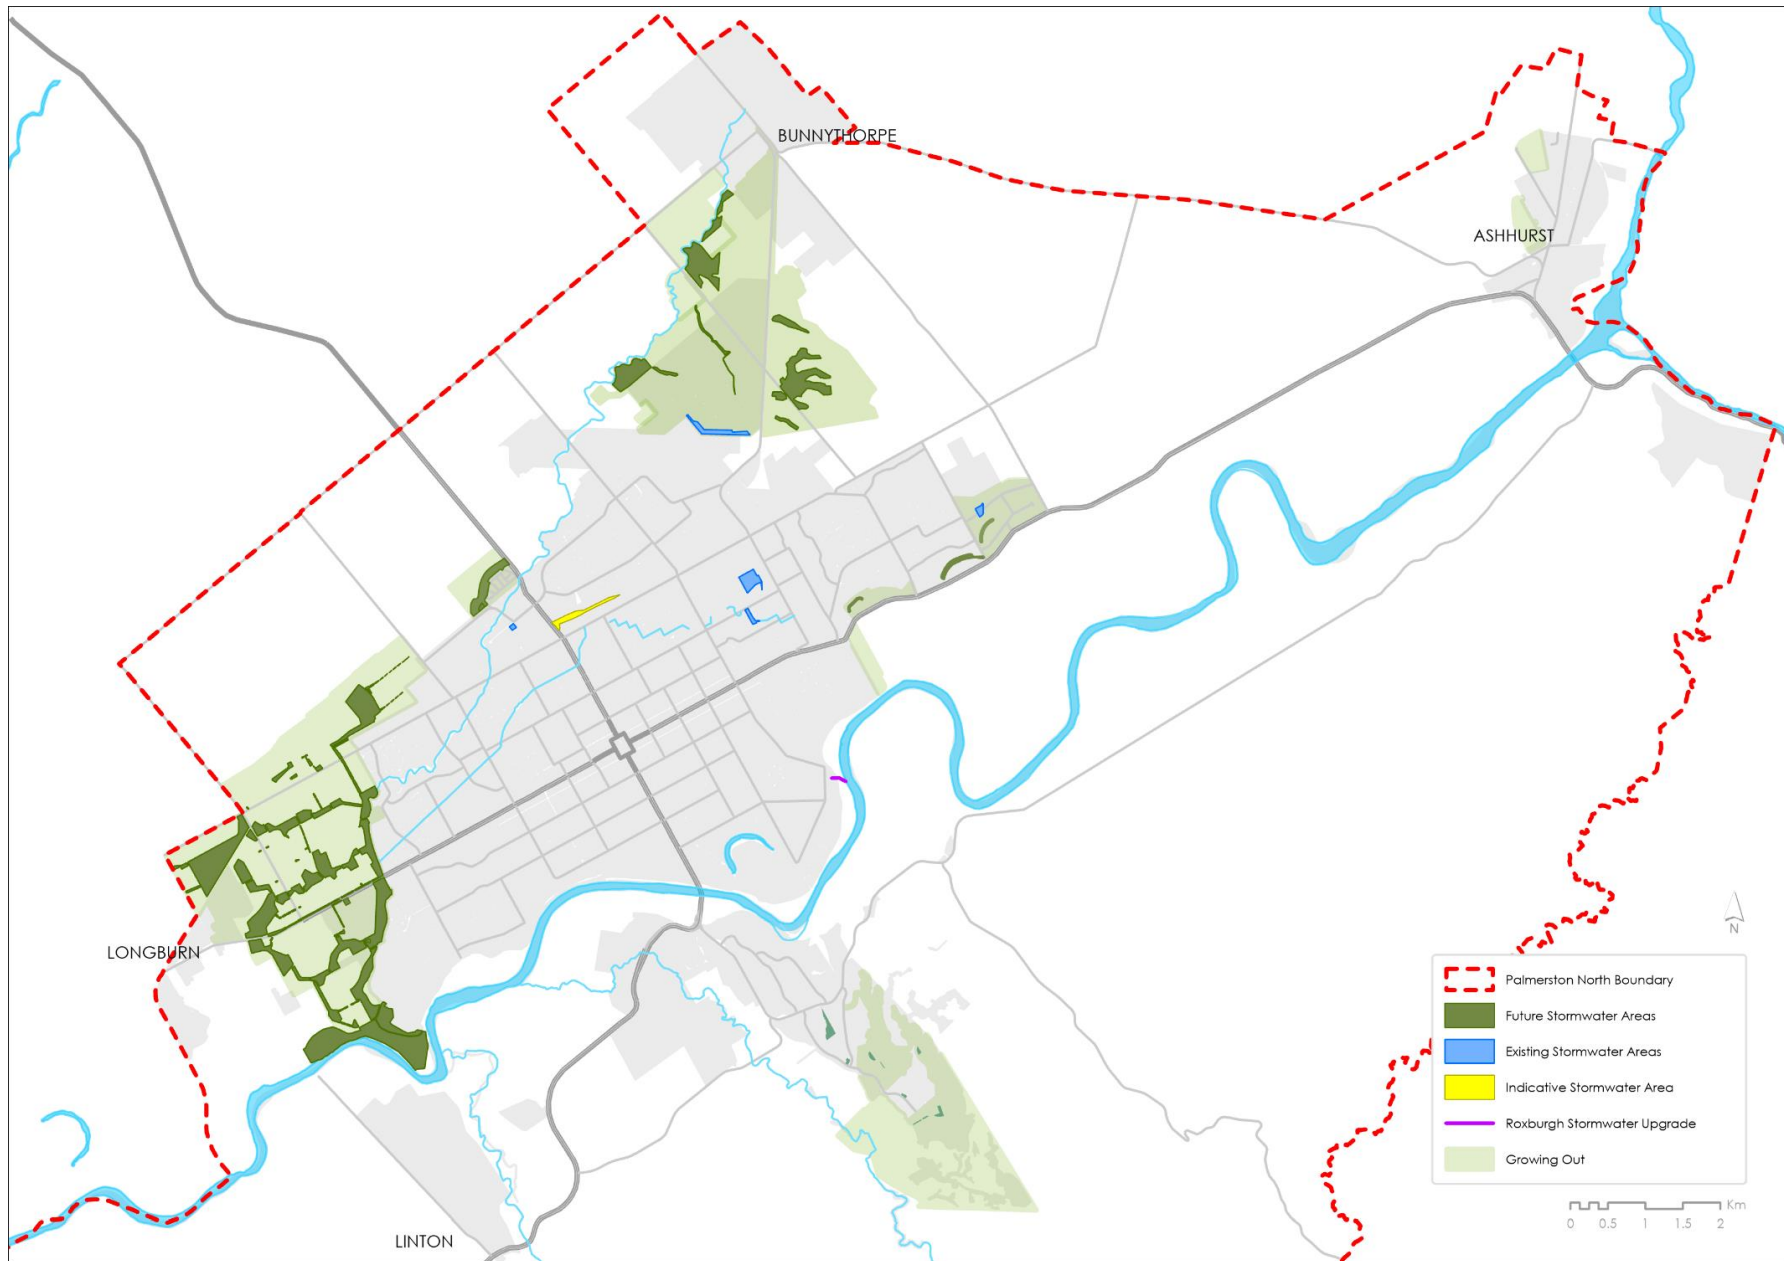 BUNNYTHORPE
ASHHURST
LONGBURN
LINTON
N
Palmerston North Boundary
Future Stormwater Areas
Existing Stormwater Areas
Indicative Stormwater Area
Roxburgh Stormwater Upgrade
Growing Out
Km
0 0.5 1 1.5 2